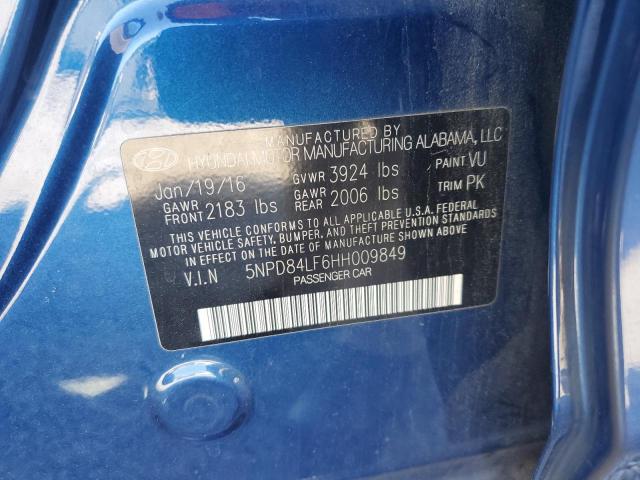 MANUFACTURED BY
HYUNDAI MOTOR MANUFACTURING ALABAMA, LLC
Jan/19/16 GVWR 3924 lbs PAINT VU
GAWR FRONT 2183 lbs GAWR REAR 2006 lbs TRIM PK
THIS VEHICLE CONFORMS TO ALL APPLICABLE U.S.A. FEDERAL
MOTOR VEHICLE SAFETY, BUMPER, AND THEFT PREVENTION
STANDARDS IN EFFECT ON THE DATE OF MANUFACTURE SHOWN ABOVE.
V.I.N 5NPD84LF6HH009849
PASSENGER CAR